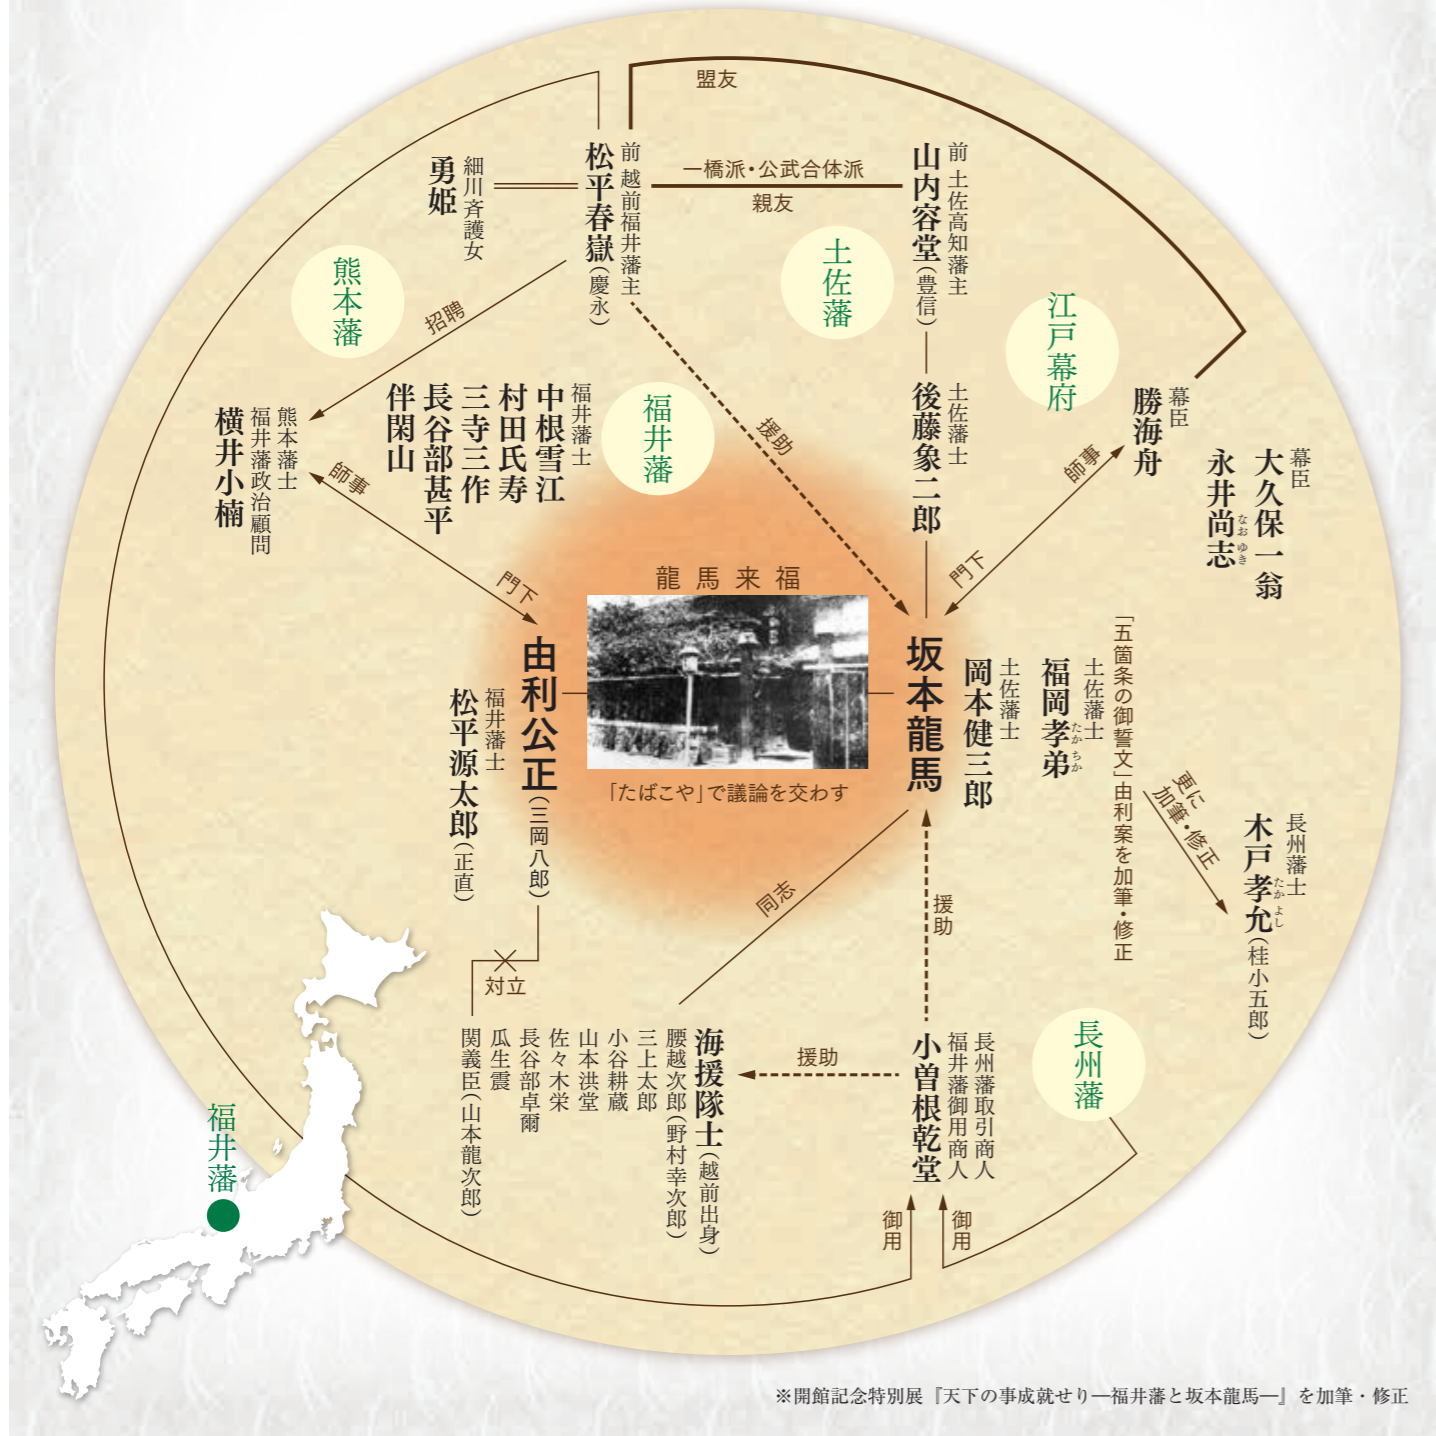 盟友
前 越前福井藩主
松平春嶽(慶永)
細川斉護女
勇姫
一橋派・公武合体派
親友
前 土佐高知藩主
山内容堂(豊信)
熊本藩
土佐藩
江戸幕府
福井藩
招聘
援助
師事
門下
熊本藩士
福井藩政治顧問
横井小楠
福井藩士
中根雪江
村田氏寿
三寺三作
長谷部甚平
伴閑山
土佐藩士
後藤象二郎
幕臣
勝海舟
師事
門下
幕臣
大久保一翁
永井尚志
なおゆき
龍馬来福
「たばこや」で議論を交わす
由利公正(三岡八郎)
福井藩士
松平源太郎(正直)
坂本龍馬
土佐藩士
岡本健三郎
土佐藩士
福岡孝弟
たかちか
「五箇条の御誓文」由利案を加筆・修正
更に
加筆・修正
長州藩士
木戸孝允(桂小五郎)
たかよし
対立
同志
援助
援助
海援隊士(越前出身)
腰越次郎(野村幸次郎)
三上太郎
小谷耕蔵
山本洪堂
佐々木栄
長谷部卓爾
瓜生震
関義臣(山本龍次郎)
長州藩取引商人
福井藩御用商人
小曽根乾堂
長州藩
御用
御用
福井藩
※開館記念特別展『天下の事成就せり―福井藩と坂本龍馬―』を加筆・修正